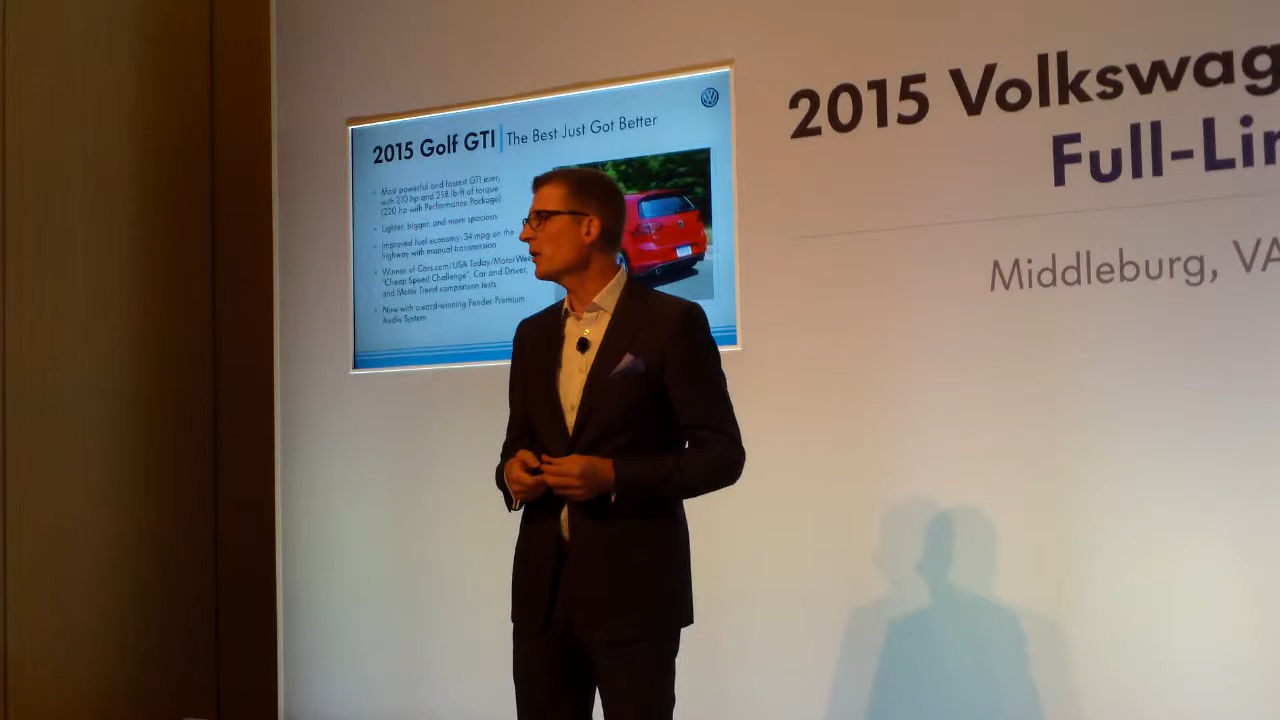 2015 Golf GTI | The Best Just Got Better
Most powerful and fastest GTI ever,
with 210 hp and 258 lb-ft of torque
(220 hp with Performance Package)
Lighter, bigger, and more spacious
Improved fuel economy: 34 mpg on the
highway with manual transmission
Winner of Cars.com/USA Today/MotorWee
"Cheap Speed Challenge", Car and Driver,
and Motor Trend comparison tests
Now with award-winning Fender Premium
Audio System
2015 Volkswag
Full-Lin
Middleburg, VA